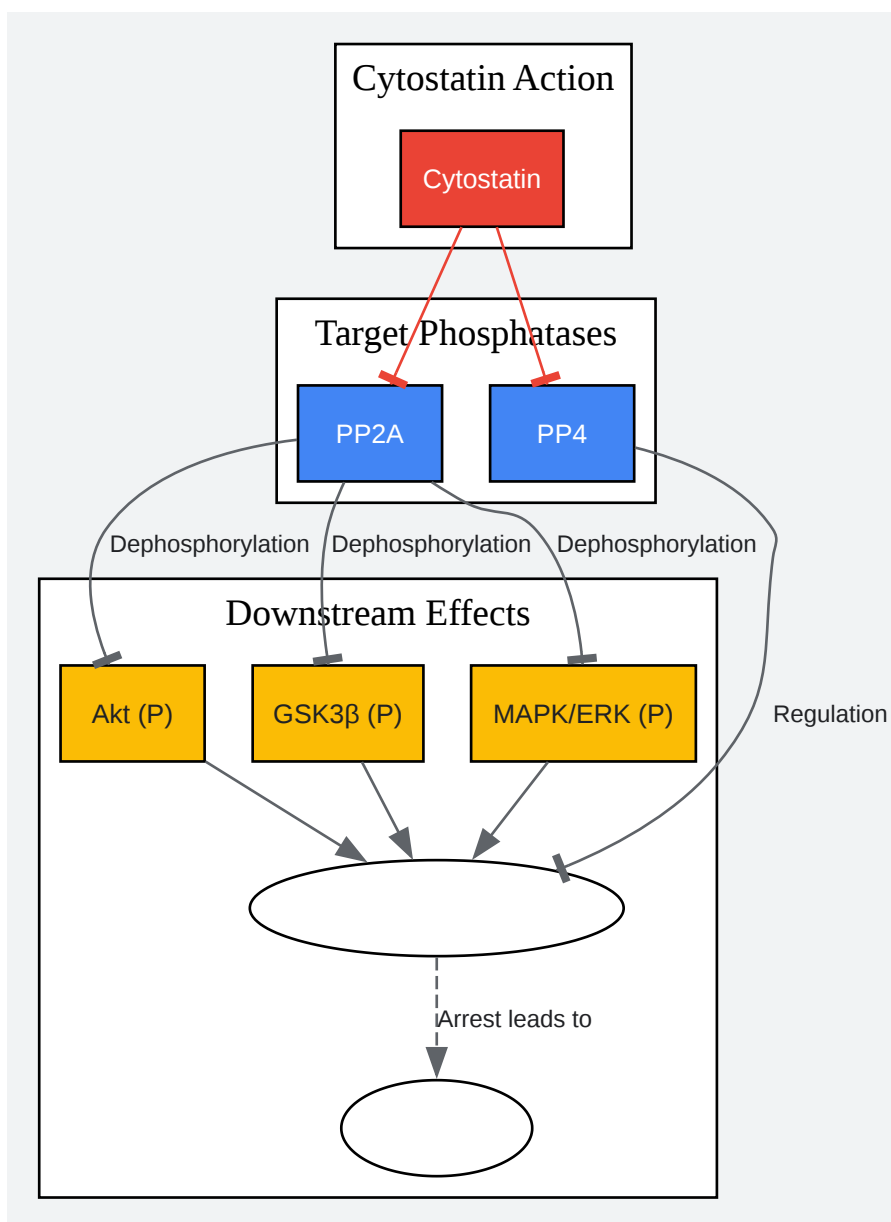 Cytostatin Action
Cytostatin
Target Phosphatases
PP2A
PP4
Dephosphorylation
Dephosphorylation
Dephosphorylation
Downstream Effects
Akt (P)
GSK3β (P)
MAPK/ERK (P)
Regulation
Arrest leads to